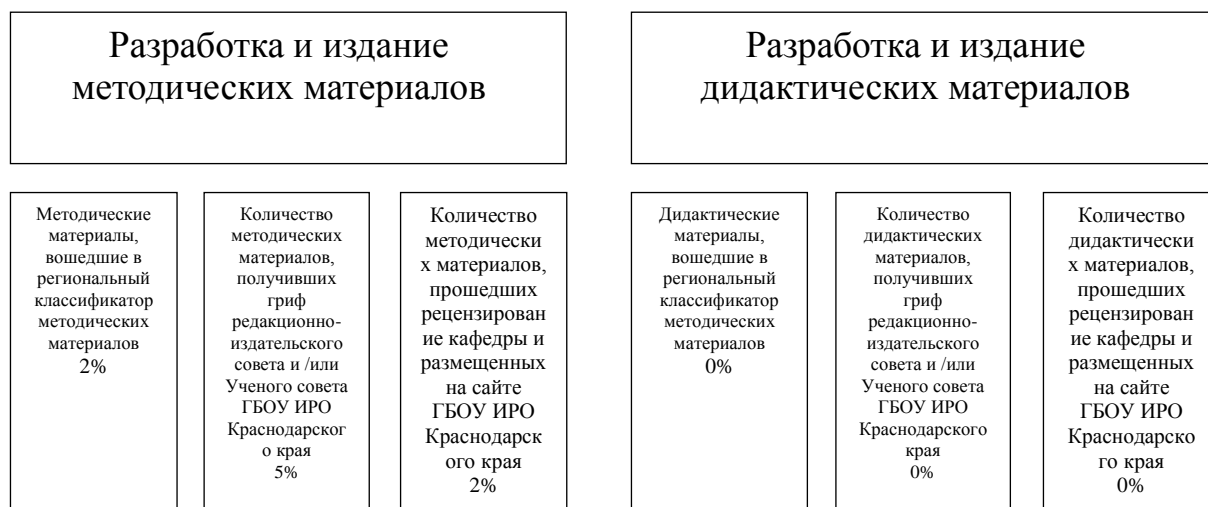 Разработка и издание
методических материалов
Разработка и издание
дидактических материалов
Методические
материалы,
вошедшие в
региональный
классификатор
методических
материалов
2%
Количество
методических
материалов,
получивших
гриф
редакционно-
издательского
совета и /или
Ученого совета
ГБОУ ИРО
Краснодарског
о края
5%
Количество
методически
х материалов,
прошедших
рецензирован
ие кафедры и
размещенных
на сайте
ГБОУ ИРО
Краснодарск
ого края
2%
Дидактические
материалы,
вошедшие в
региональный
классификатор
методических
материалов
0%
Количество
дидактических
материалов,
получивших
гриф
редакционно-
издательского
совета и /или
Ученого совета
ГБОУ ИРО
Краснодарского
края
0%
Количество
дидактически
х материалов,
прошедших
рецензирован
ие кафедры и
размещенных
на сайте
ГБОУ ИРО
Краснодарско
го края
0%